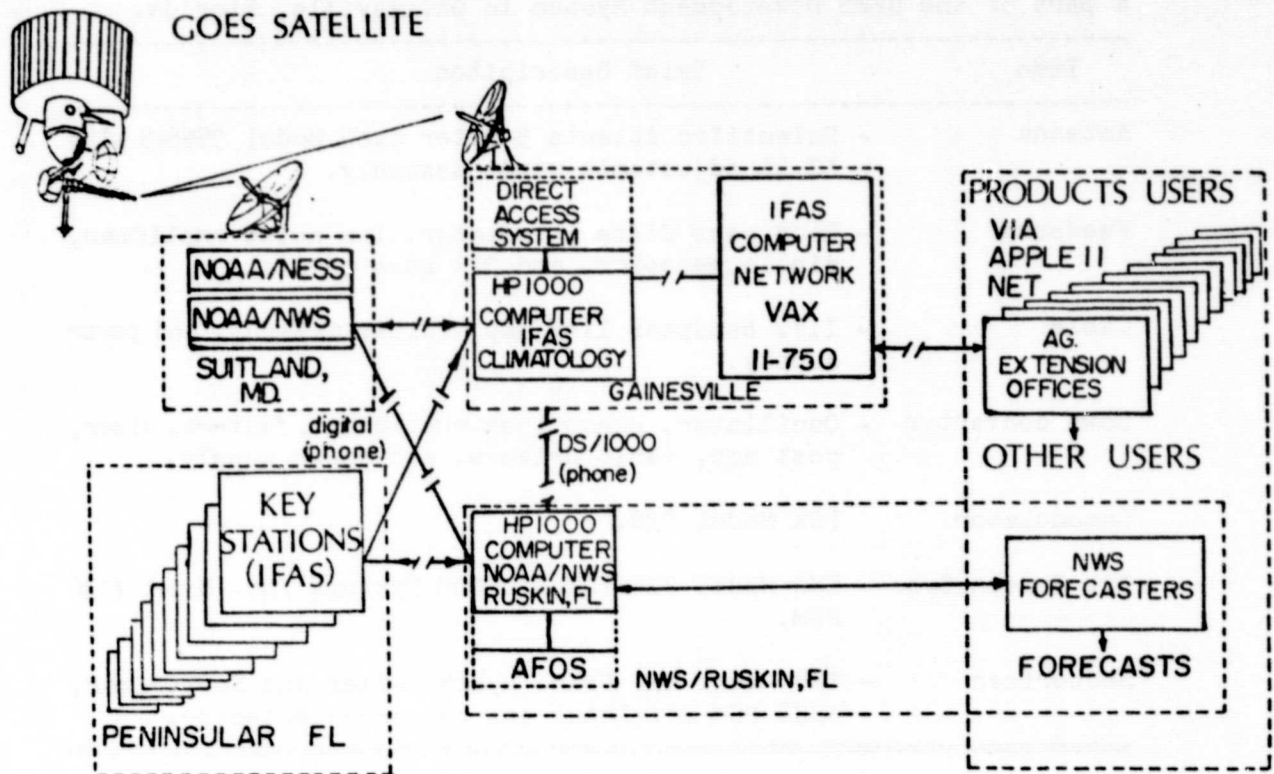 GOES SATELLITE
DIRECT
ACCESS
SYSTEM
HP1000
COMPUTER
IFAS
CLIMATOLOGY
IFAS
COMPUTER
NETWORK
VAX
11-750
GAINESVILLE
NOAA/NESS
NOAA/NWS
SUITLAND,
MD.
digital
(phone)
DS/1000
(phone)
KEY
STATIONS
(IFAS)
PENINSULAR FL
HP1000
COMPUTER
NOAA/NWS
RUSKIN, FL
AFOS
NWS/RUSKIN, FL
PRODUCTS USERS
VIA
APPLE II
NET
AG.
EXTENSION
OFFICES
OTHER USERS
NWS
FORECASTERS
FORECASTS